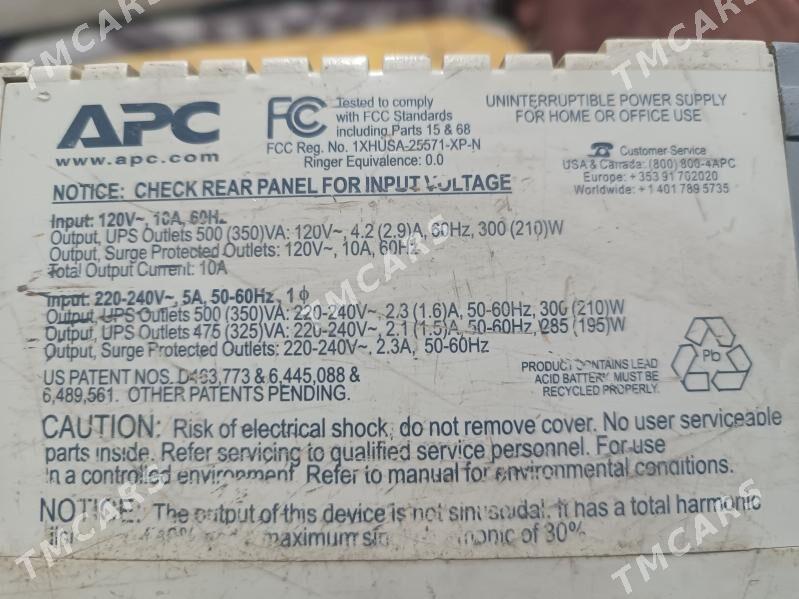 APC
www.apc.com
FC
Tested to comply
with FCC Standards
including Parts 15 & 68
FCC Reg. No. 1XHUSA-25571-XP-N
Ringer Equivalence: 0.0
UNINTERRUPTIBLE POWER SUPPLY
FOR HOME OR OFFICE USE
Customer Service
USA & Canada: (800) 800-4APC
Europe: +353 91 702020
Worldwide: +1 401 789 5735
NOTICE: CHECK REAR PANEL FOR INPUT VOLTAGE
Input: 120V~, 10A, 60Hz
Output, UPS Outlets 500 (350)VA: 120V~, 4.2 (2.9)A, 60Hz, 300 (210)W
Output, Surge Protected Outlets: 120V~, 10A, 60Hz
Total Output Current: 10A
Input: 220-240V~, 5A, 50-60Hz, 1 ϕ
Output, UPS Outlets 500 (350)VA: 220-240V~, 2.3 (1.6)A, 50-60Hz, 300 (210)W
Output, UPS Outlets 475 (325)VA: 220-240V~, 2.1 (1.5)A, 50-60Hz, 285 (195)W
Output, Surge Protected Outlets: 220-240V~, 2.3A, 50-60Hz
US PATENT NOS. D463,773 & 6,445,088 &
6,489,561. OTHER PATENTS PENDING.
PRODUCT CONTAINS LEAD
ACID BATTERY. MUST BE
RECYCLED PROPERLY.
Pb
CAUTION: Risk of electrical shock, do not remove cover. No user serviceable
parts inside. Refer servicing to qualified service personnel. For use
in a controlled environment. Refer to manual for environmental conditions.
NOTICE: The output of this device is not sinusoidal. It has a total harmonic
maximum of 30%
TMCARS
TMCARS
TMCARS
TMCARS
TMCARS
TMCARS
TMCARS
TMCARS
TMCARS